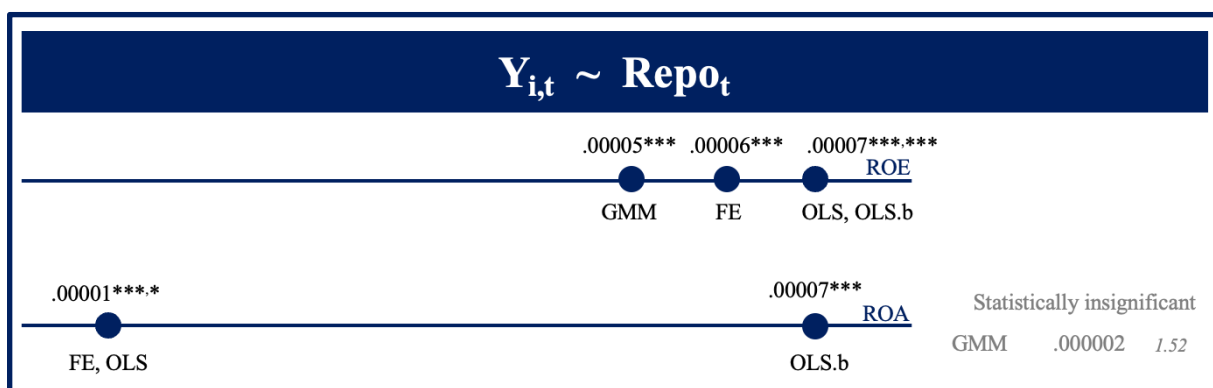 Yi,t ~ Repot
.00005*** .00006*** .00007***,***
ROE
GMM FE OLS, OLS.b
.00001***,* .00007***
ROA
Statistically insignificant
GMM .000002 1.52
FE, OLS OLS.b